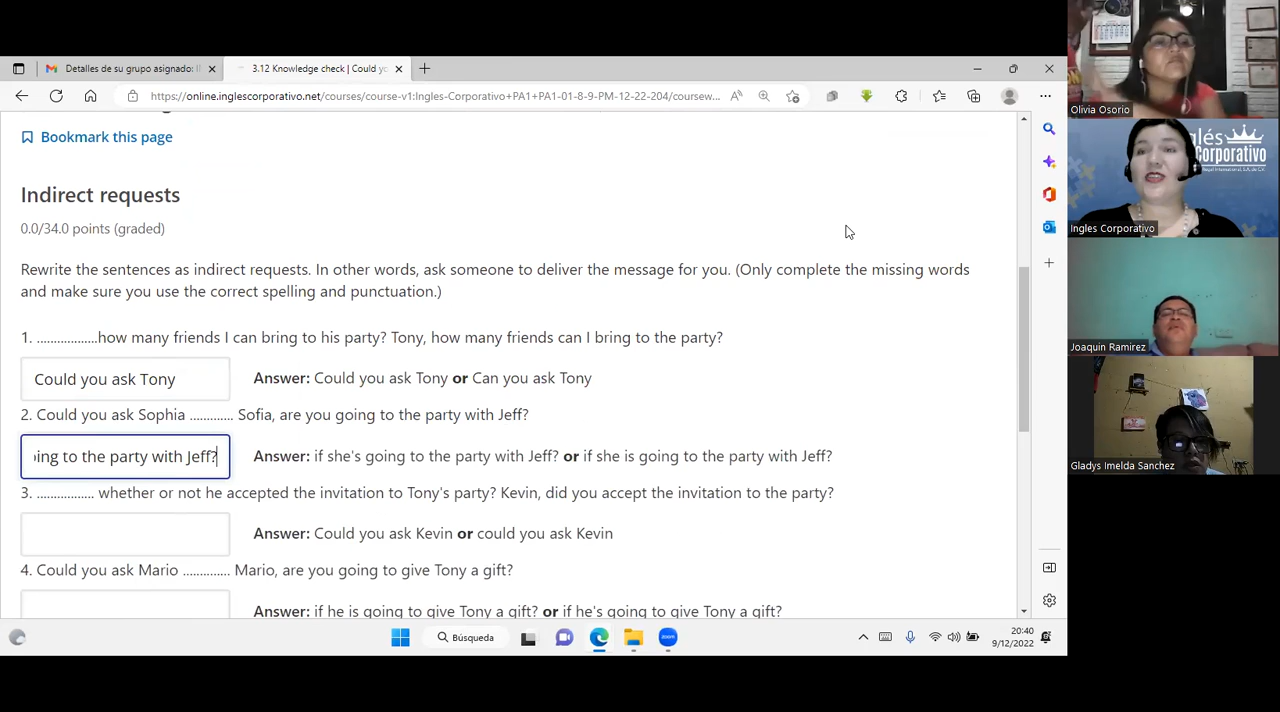 Detalles de su grupo asignado: I
3.12 Knowledge check | Could yo
https://online.inglescorporativo.net/courses/course-v1:Ingles-Corporativo+PA1+PA1-01-8-9-PM-12-22-204/coursew...
Bookmark this page
Indirect requests
0.0/34.0 points (graded)
Rewrite the sentences as indirect requests. In other words, ask someone to deliver the message for you. (Only complete the missing words
and make sure you use the correct spelling and punctuation.)
1. ..................how many friends I can bring to his party? Tony, how many friends can I bring to the party?
Could you ask Tony
Answer: Could you ask Tony or Can you ask Tony
2. Could you ask Sophia ............. Sofia, are you going to the party with Jeff?
oing to the party with Jeff?
Answer: if she's going to the party with Jeff? or if she is going to the party with Jeff?
3. ................. whether or not he accepted the invitation to Tony's party? Kevin, did you accept the invitation to the party?
Answer: Could you ask Kevin or could you ask Kevin
4. Could you ask Mario .............. Mario, are you going to give Tony a gift?
Answer: if he is going to give Tony a gift? or if he's going to give Tony a gift?
Búsqueda
zoom
20:40
9/12/2022
Olivia Osorio
glés
Corporativo
Ingles Corporativo
Joaquin Ramirez
Gladys Imelda Sanchez